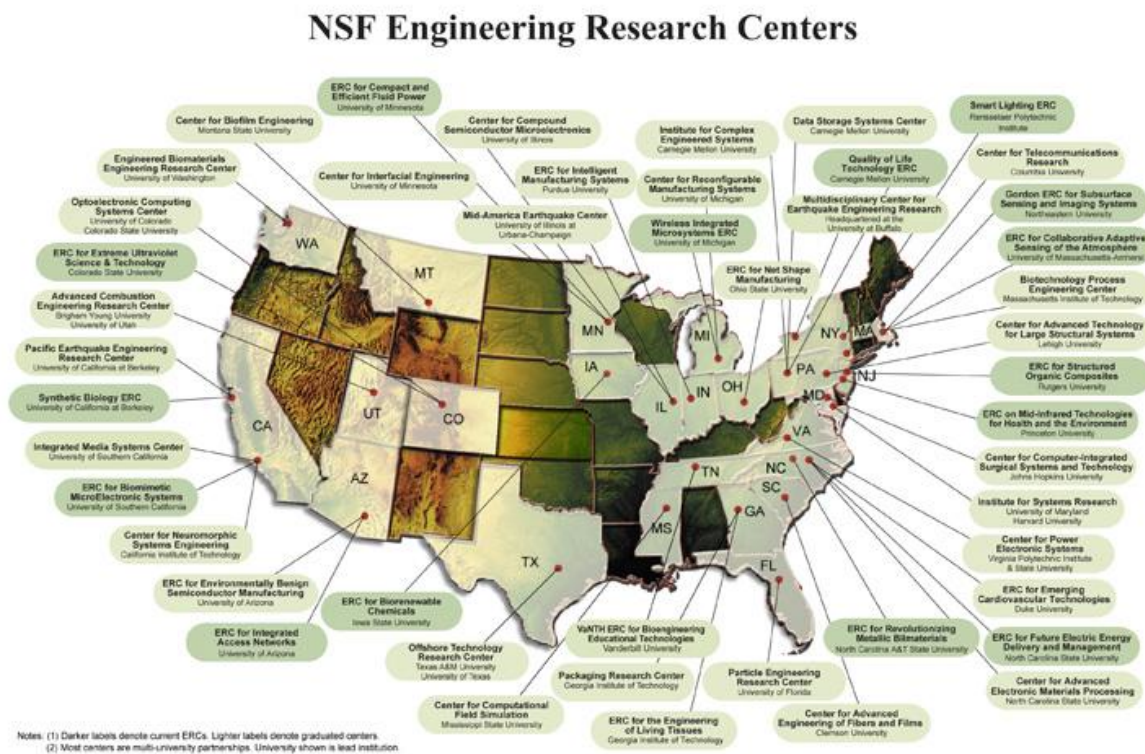 NSF Engineering Research Centers
ERC for Compact and
Efficient Fluid Power
University of Minnesota
Center for Biofilm Engineering
Montana State University
Center for Compound
Semiconductor Microelectronics
University of Illinois
Institute for Complex
Engineered Systems
Carnegie Mellon University
Data Storage Systems Center
Carnegie Mellon University
Smart Lighting ERC
Rensselaer Polytechnic
Institute
Engineered Biomaterials
Engineering Research Center
University of Washington
Center for Interfacial Engineering
University of Minnesota
ERC for Intelligent
Manufacturing Systems
Purdue University
Center for Reconfigurable
Manufacturing Systems
University of Michigan
Quality of Life
Technology ERC
Carnegie Mellon University
Center for Telecommunications
Research
Columbia University
Optoelectronic Computing
Systems Center
University of Colorado
Colorado State University
Mid-America Earthquake Center
University of Illinois at
Urbana-Champaign
Wireless Integrated
Microsystems ERC
University of Michigan
Multidisciplinary Center for
Earthquake Engineering Research
Headquartered at the
University at Buffalo
Gordon ERC for Subsurface
Sensing and Imaging Systems
Northeastern University
ERC for Extreme Ultraviolet
Science & Technology
Colorado State University
ERC for Net Shape
Manufacturing
Ohio State University
ERC for Collaborative Adaptive
Sensing of the Atmosphere
University of Massachusetts-Amherst
Advanced Combustion
Engineering Research Center
Brigham Young University
University of Utah
Biotechnology Process
Engineering Center
Massachusetts Institute of Technology
Pacific Earthquake Engineering
Research Center
University of California at Berkeley
Center for Advanced Technology
for Large Structural Systems
Lehigh University
Synthetic Biology ERC
University of California at Berkeley
ERC for Structured
Organic Composites
Rutgers University
Integrated Media Systems Center
University of Southern California
ERC on Mid-Infrared Technologies
for Health and the Environment
Princeton University
ERC for Biomimetic
MicroElectronic Systems
University of Southern California
Center for Computer-Integrated
Surgical Systems and Technology
Johns Hopkins University
Center for Neuromorphic
Systems Engineering
California Institute of Technology
Institute for Systems Research
University of Maryland
Harvard University
ERC for Environmentally Benign
Semiconductor Manufacturing
University of Arizona
Center for Power
Electronic Systems
Virginia Polytechnic Institute
& State University
ERC for Integrated
Access Networks
University of Arizona
ERC for Biorenewable
Chemicals
Iowa State University
ERC for Emerging
Cardiovascular Technologies
Duke University
Offshore Technology
Research Center
Texas A&M University
University of Texas
VaNTH ERC for Bioengineering
Educational Technologies
Vanderbilt University
ERC for Revolutionizing
Metallic Biimaterials
North Carolina A&T State University
ERC for Future Electric Energy
Delivery and Management
North Carolina State University
Packaging Research Center
Georgia Institute of Technology
Particle Engineering
Research Center
University of Florida
Center for Advanced
Electronic Materials Processing
North Carolina State University
Center for Computational
Field Simulation
Mississippi State University
ERC for the Engineering
of Living Tissues
Georgia Institute of Technology
Center for Advanced
Engineering of Fibers and Films
Clemson University
WA
MT
MN
MI
NY
MA
IA
PA
NJ
IL
IN
OH
MD
UT
CO
CA
VA
AZ
TN
NC
SC
MS
GA
TX
FL
Notes: (1) Darker labels denote current ERCs. Lighter labels denote graduated centers.
(2) Most centers are multi-university partnerships. University shown is lead institution